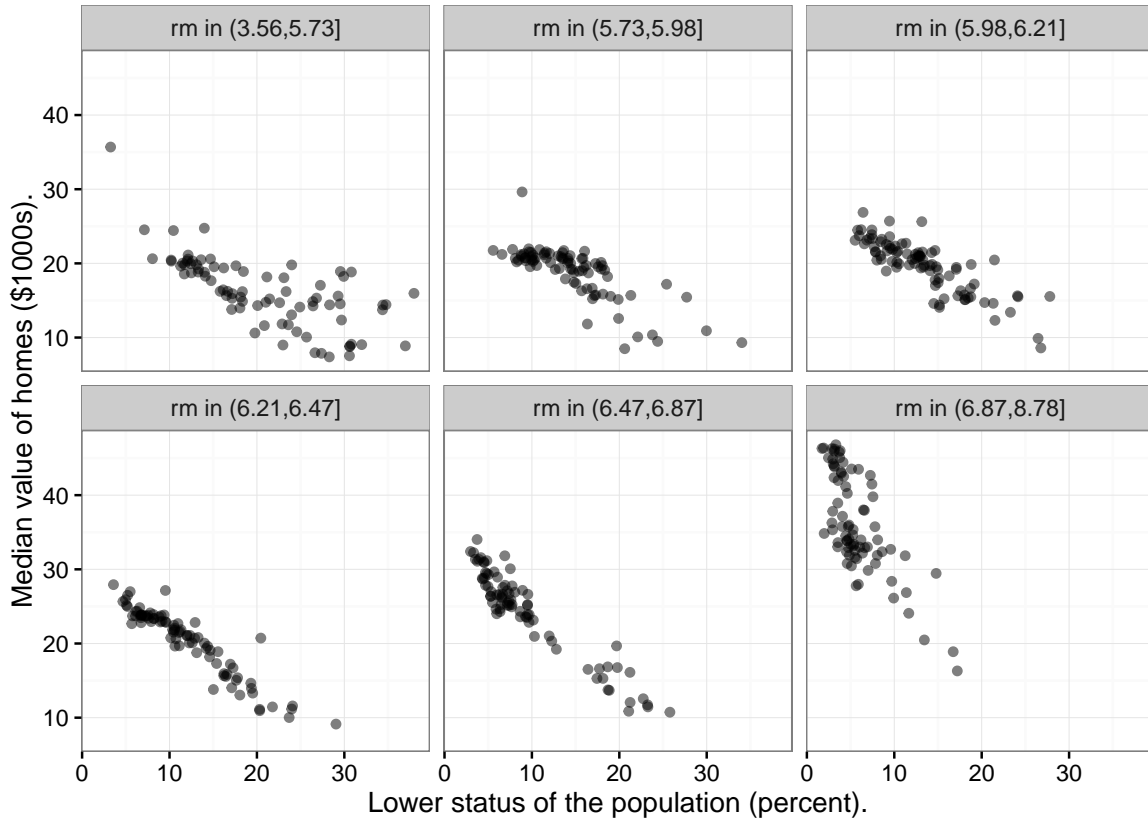 rm in (3.56,5.73]
rm in (5.73,5.98]
rm in (5.98,6.21]
40
30
20
10
rm in (6.21,6.47]
rm in (6.47,6.87]
rm in (6.87,8.78]
40
30
20
10
0 10 20 30
0 10 20 30
0 10 20 30
Lower status of the population (percent).
Median value of homes ($1000s).